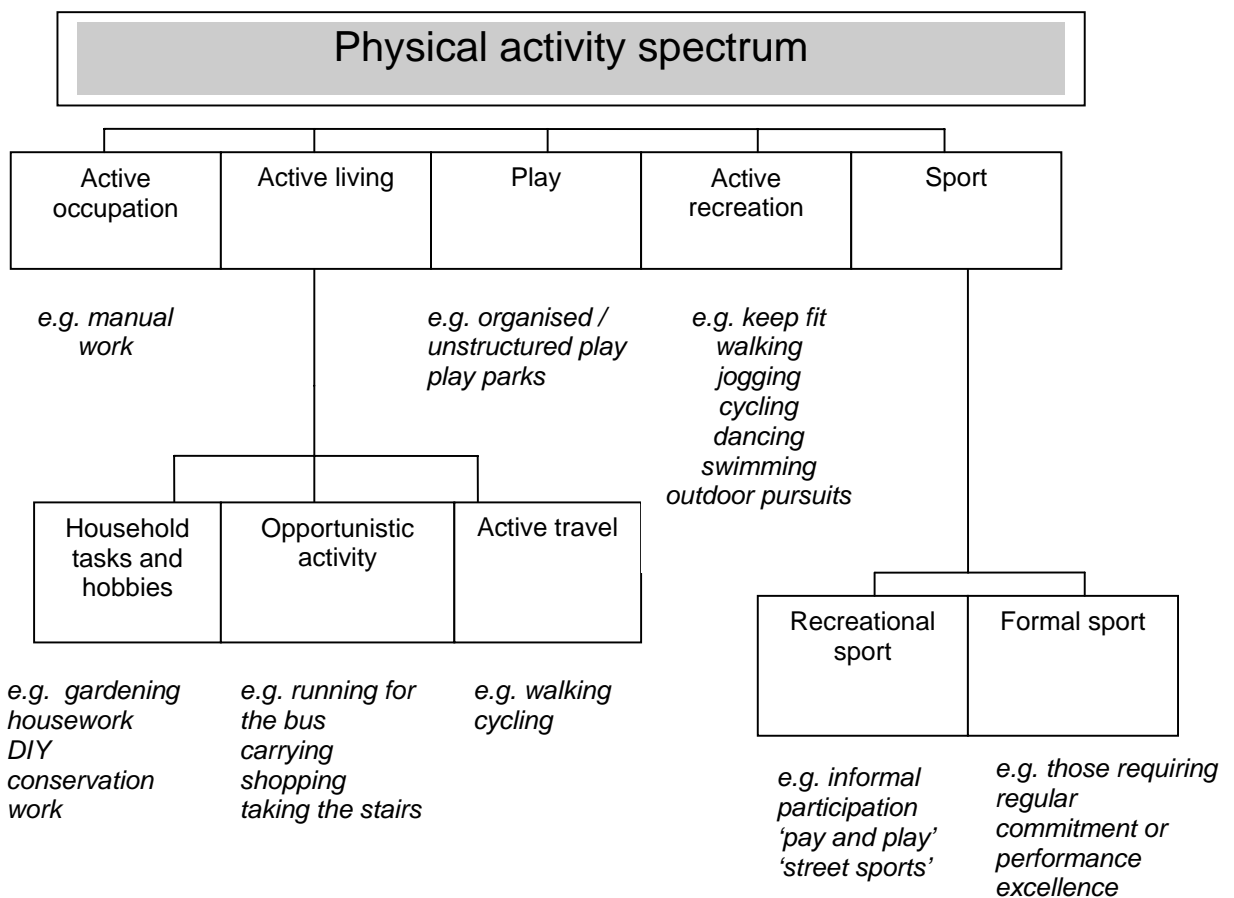 Physical activity spectrum
Active
occupation
Active living
Play
Active
recreation
Sport
e.g. manual
work
e.g. organised /
unstructured play
play parks
e.g. keep fit
walking
jogging
cycling
dancing
swimming
outdoor pursuits
Household
tasks and
hobbies
Opportunistic
activity
Active travel
Recreational
sport
Formal sport
e.g. gardening
housework
DIY
conservation
work
e.g. running for
the bus
carrying
shopping
taking the stairs
e.g. walking
cycling
e.g. informal
participation
‘pay and play’
‘street sports’
e.g. those requiring
regular
commitment or
performance
excellence